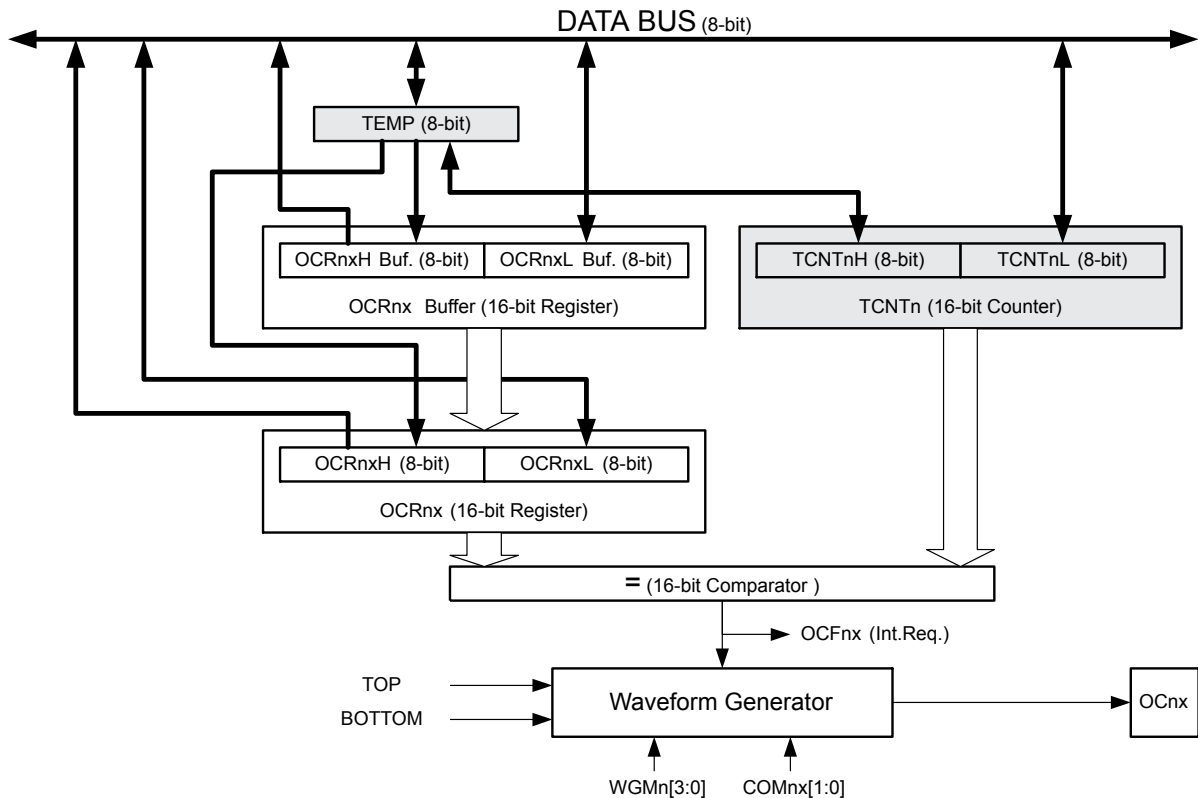 DATA BUS (8-bit)
TEMP (8-bit)
OCRnxH Buf. (8-bit)
OCRnxL Buf. (8-bit)
TCNTnH (8-bit)
TCNTnL (8-bit)
OCRnx Buffer (16-bit Register)
TCNTn (16-bit Counter)
OCRnxH (8-bit)
OCRnxL (8-bit)
OCRnx (16-bit Register)
= (16-bit Comparator )
OCFnx (Int.Req.)
TOP
BOTTOM
Waveform Generator
OCnx
WGMn[3:0]
COMnx[1:0]